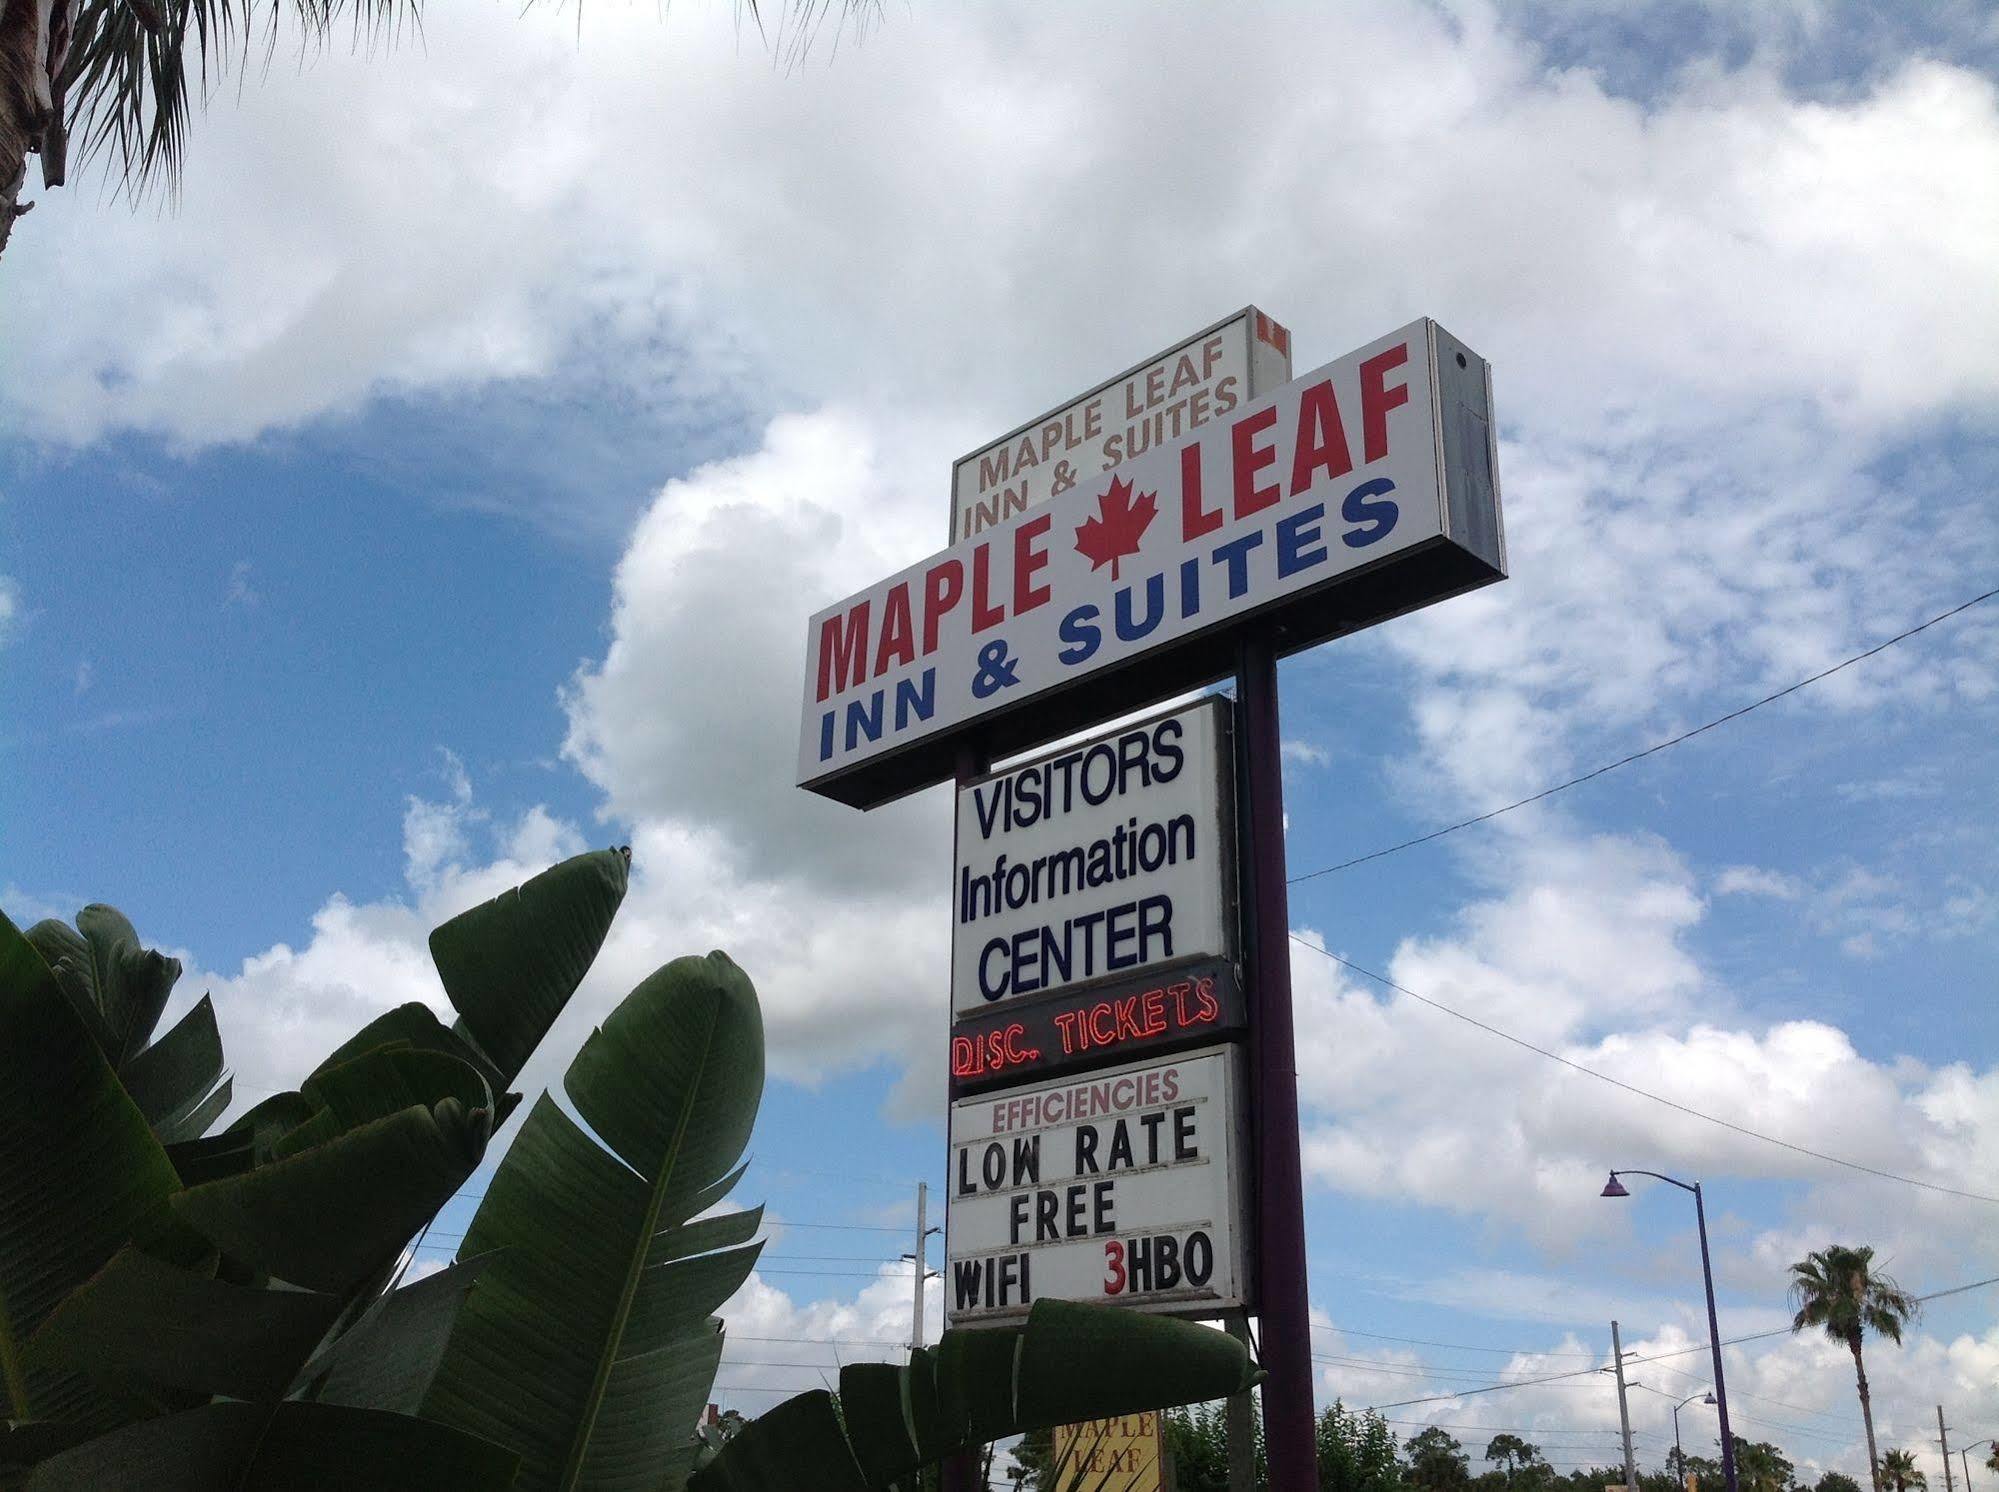 MAPLE LEAF
INN & SUITES
MAPLE LEAF
INN & SUITES
VISITORS
Information
CENTER
DISC. TICKETS
EFFICIENCIES
LOW RATE
FREE
WIFI 3HBO
MAPLE
LEAF